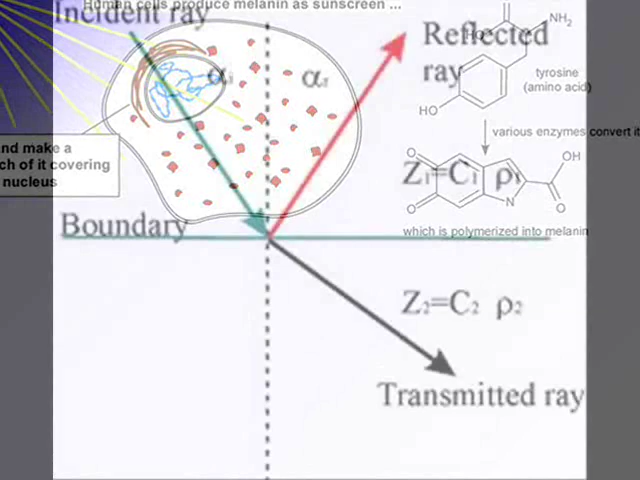 Human cells produce melanin as sunscreen ...
Incident ray
Reflected
ray
αi
αr
NH₂
HO
tyrosine
(amino acid)
HO
various enzymes convert it
and make a
ch of it covering
nucleus
O
O
OH
N
O
Z₁=C₁ ρ₁
Boundary
which is polymerized into melanin
Z₂=C₂ ρ₂
Transmitted ray